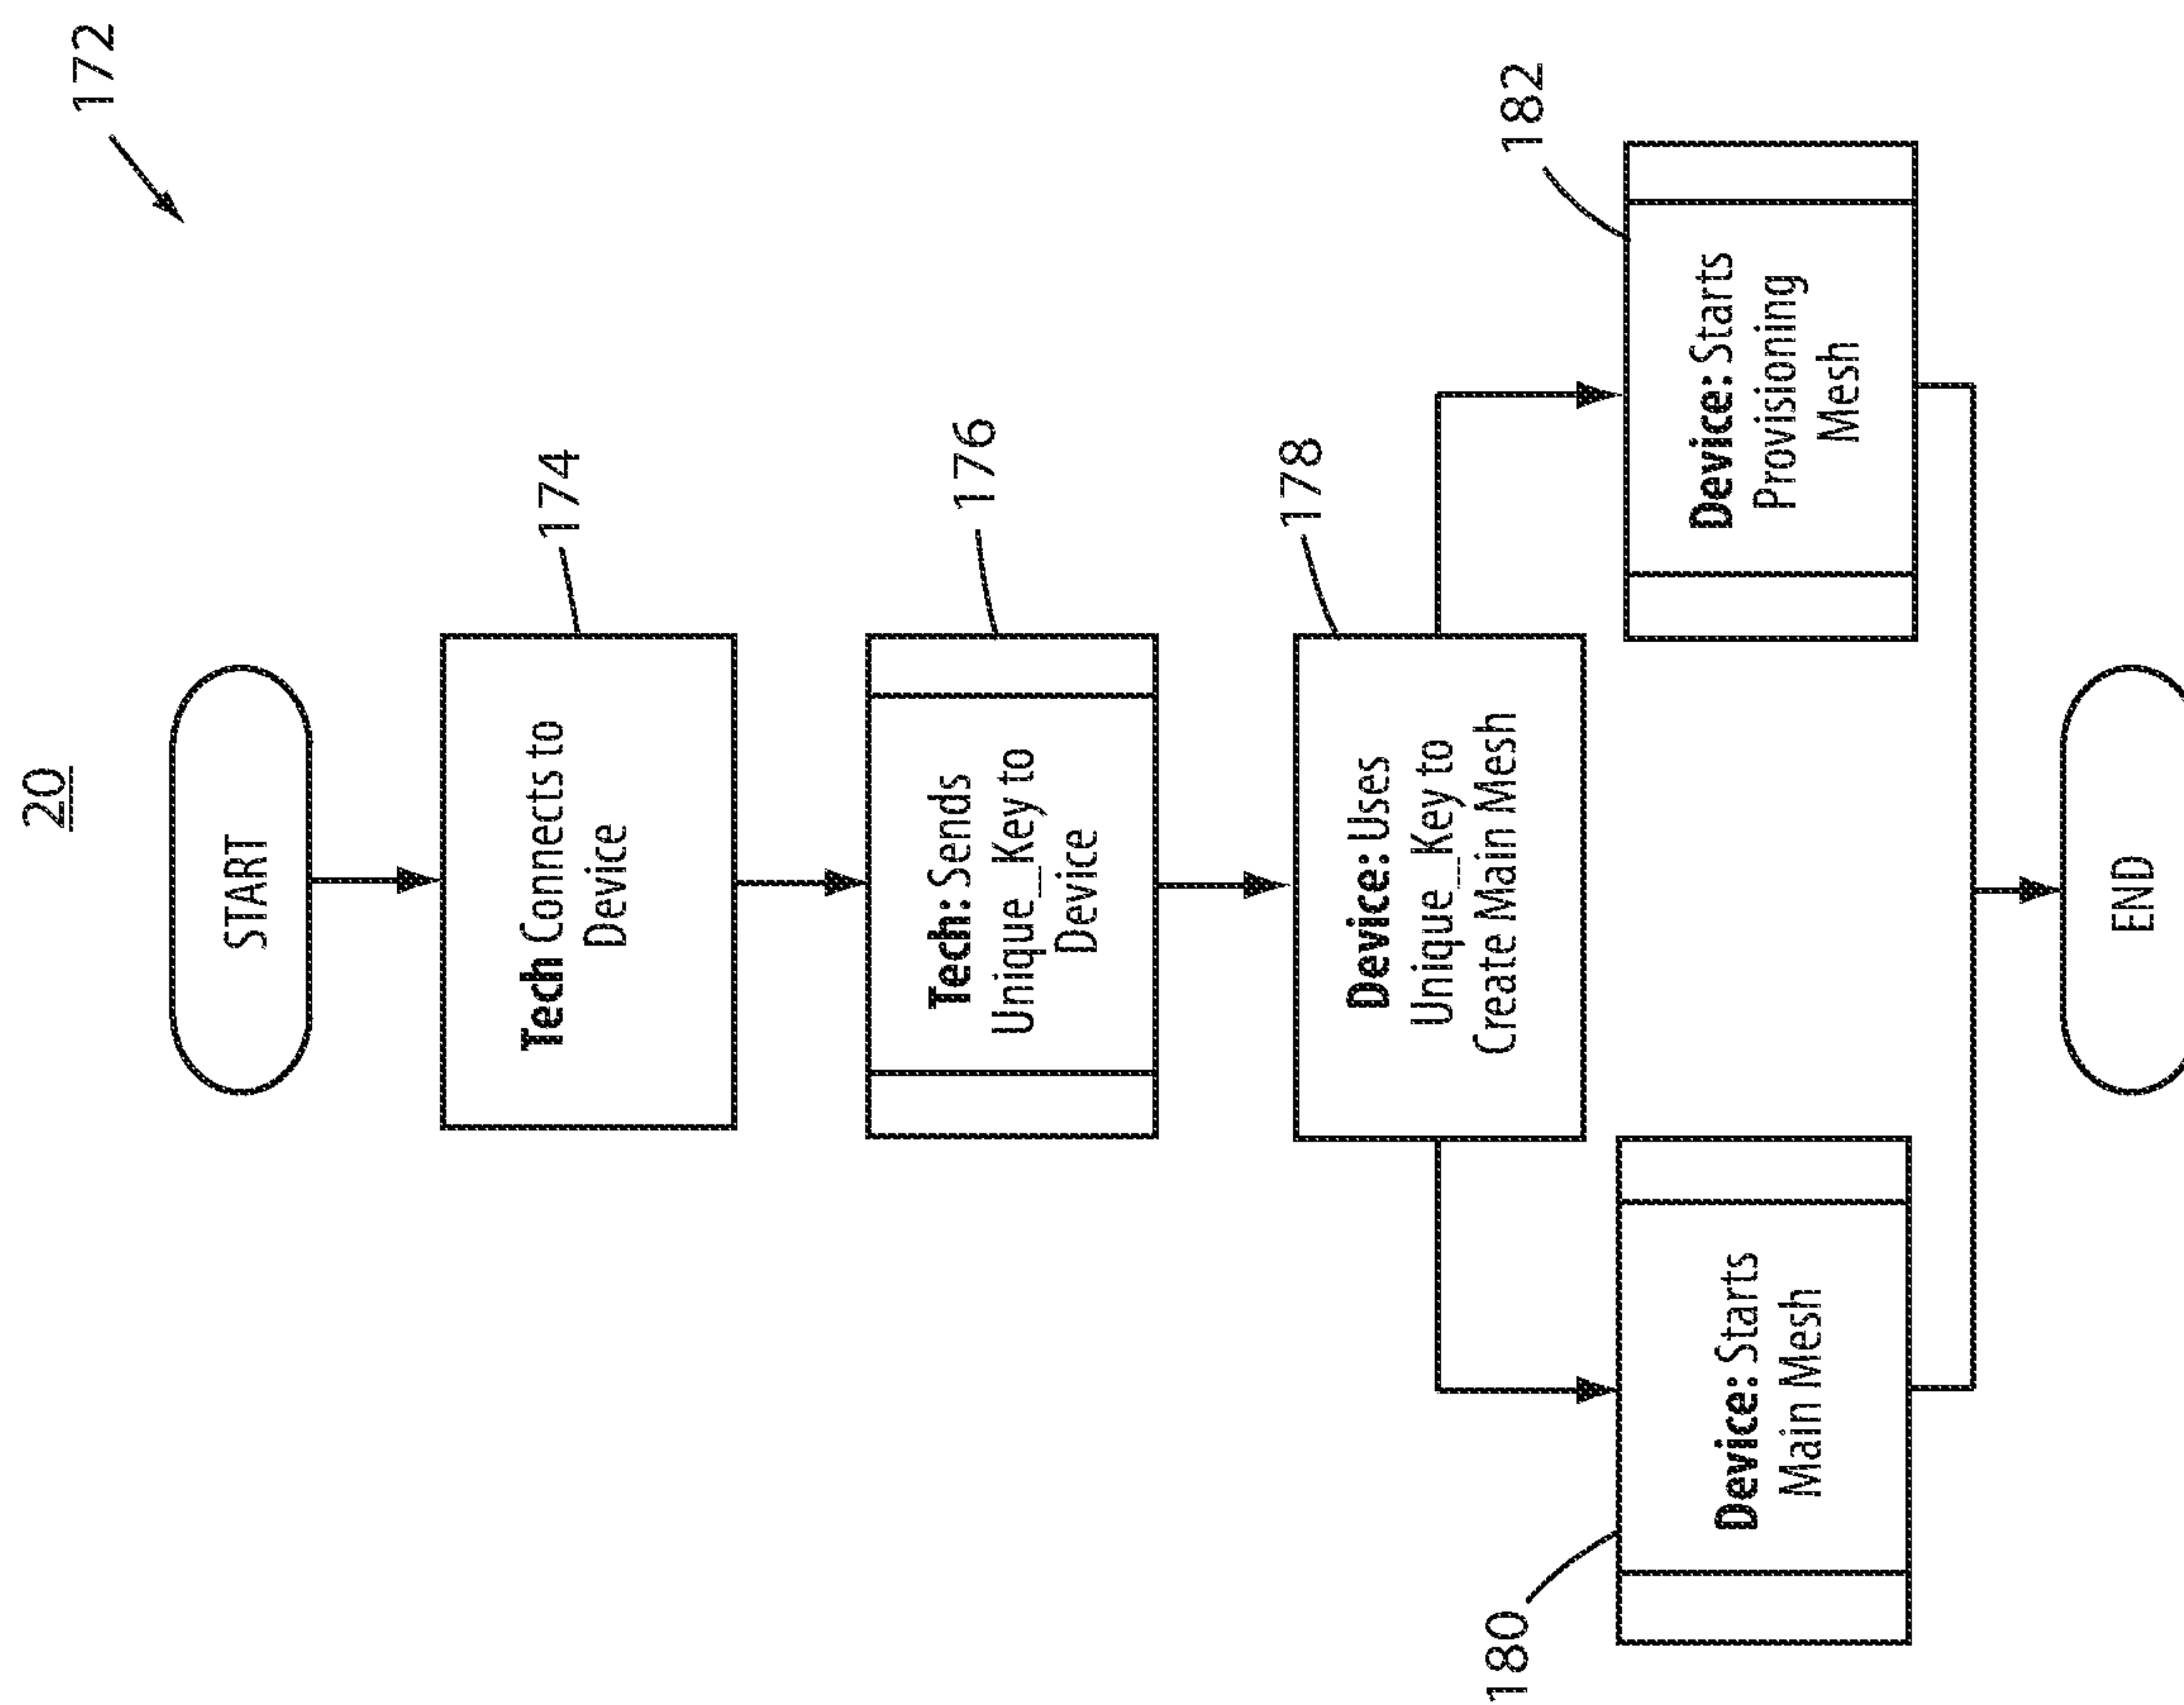 20
172
START
Tech Connects to
Device
174
Tech: Sends
Unique_Key to
Device
176
Device: Uses
Unique_Key to
Create Main Mesh
178
180
Device: Starts
Main Mesh
182
Device: Starts
Provisioning
Mesh
END